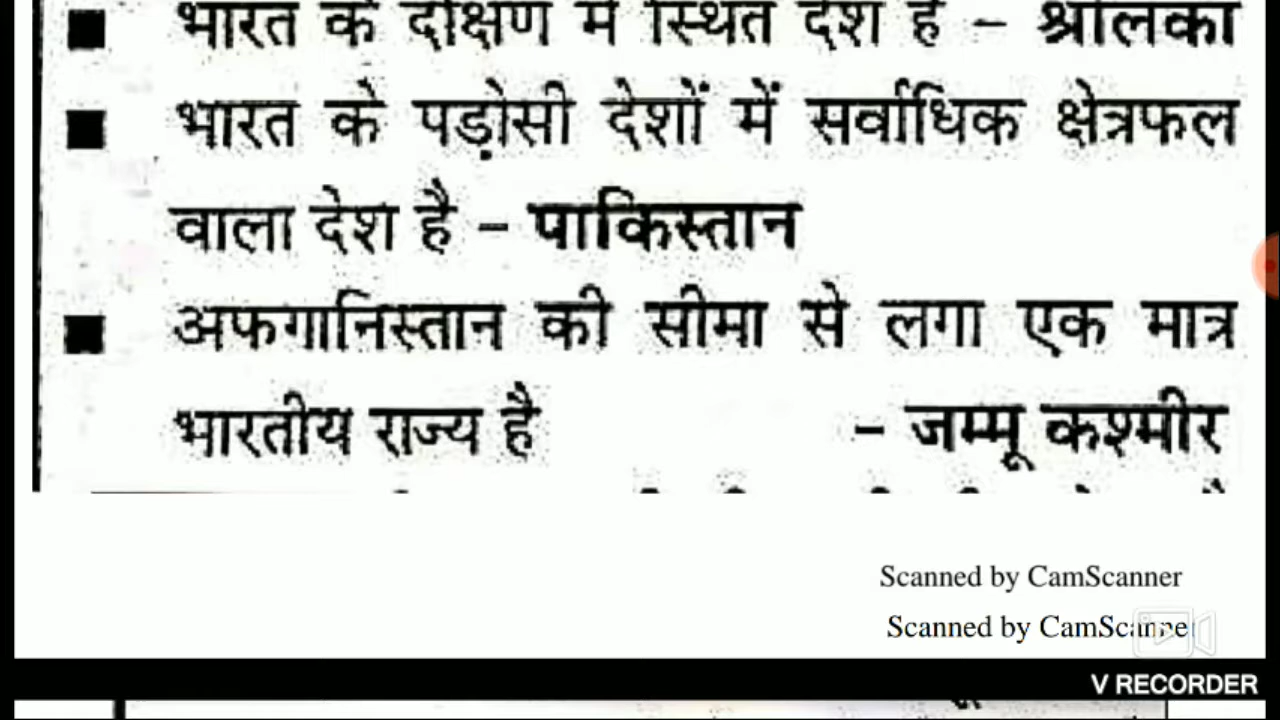 भारत के दक्षिण में स्थित देश है – श्रीलंका
भारत के पड़ोसी देशों में सर्वाधिक क्षेत्रफल
वाला देश है – पाकिस्तान
अफगानिस्तान की सीमा से लगा एक मात्र
भारतीय राज्य है – जम्मू कश्मीर
Scanned by CamScanner
Scanned by CamScanner
V RECORDER